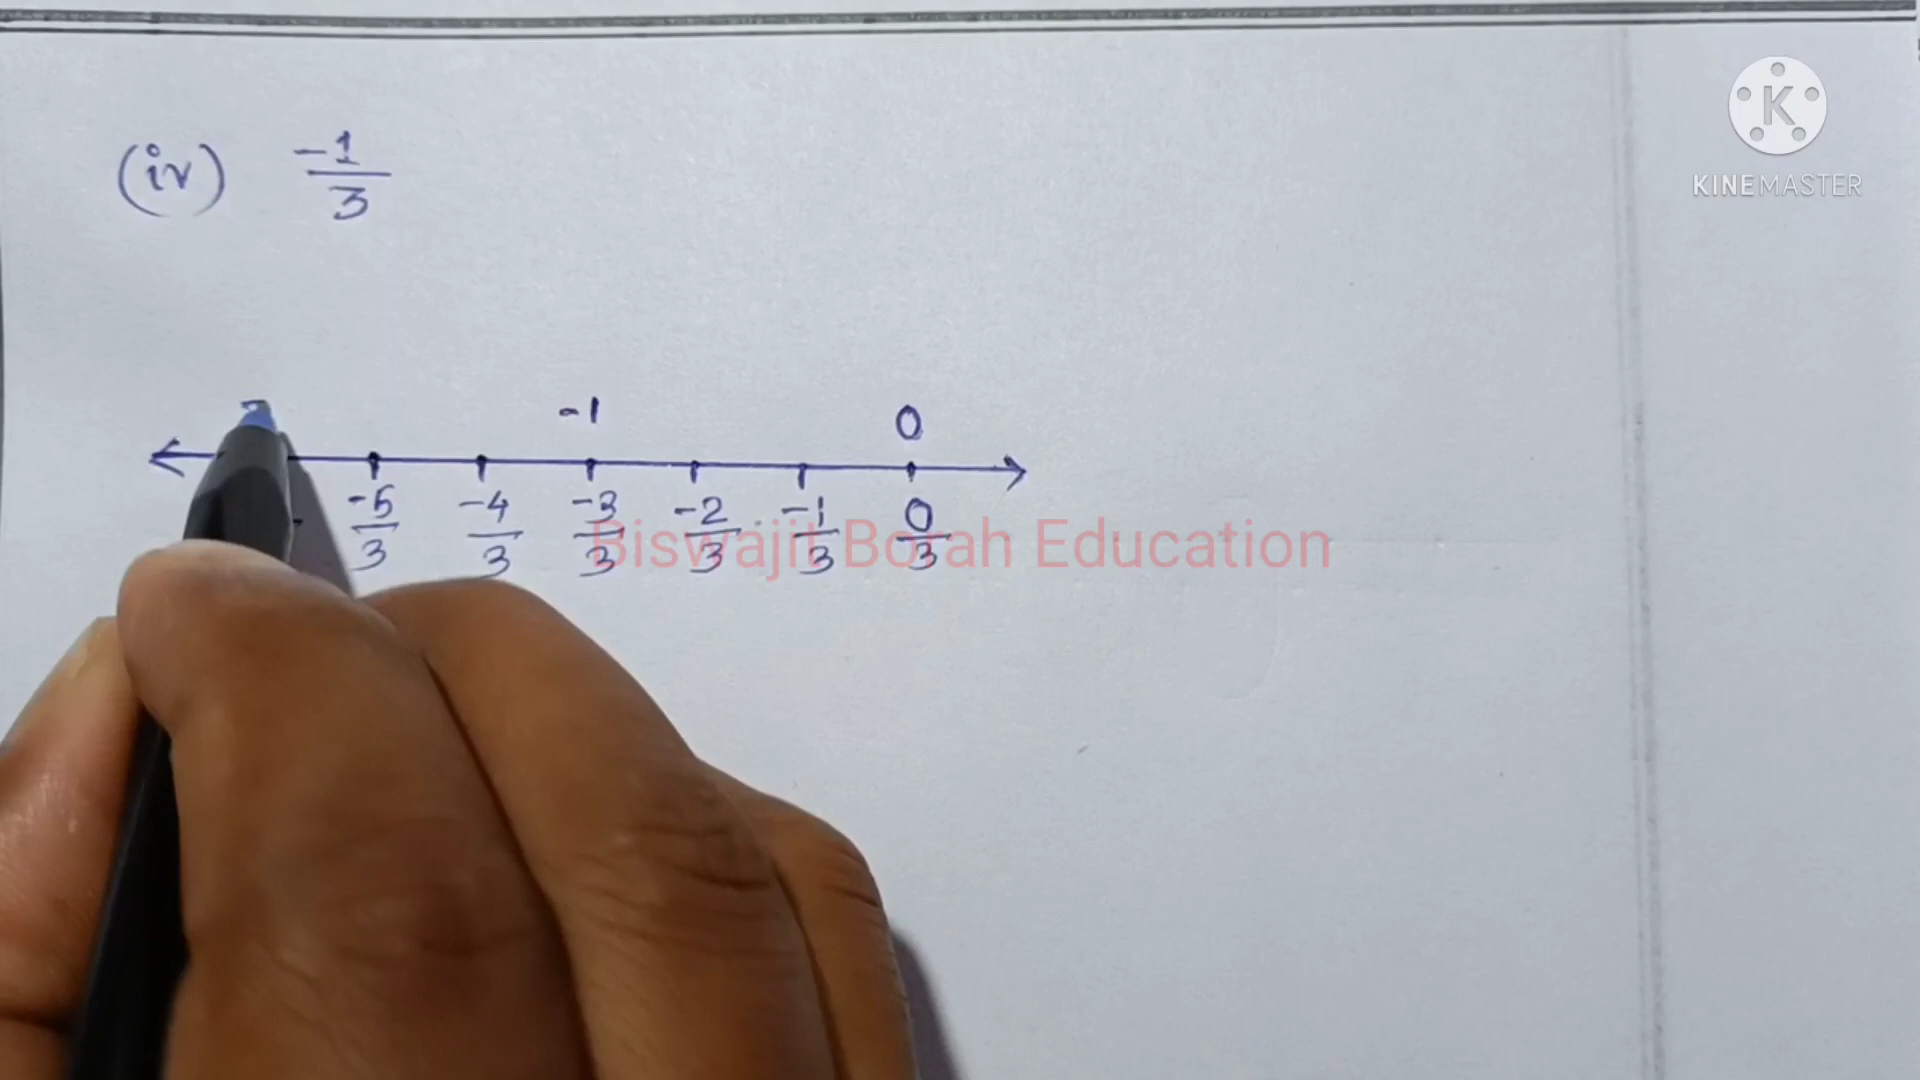 (iv) -1/3
KINEMASTER
-1 0
-5/3 -4/3 -3/3 -2/3 -1/3 0/3
Biswajit Borah Education